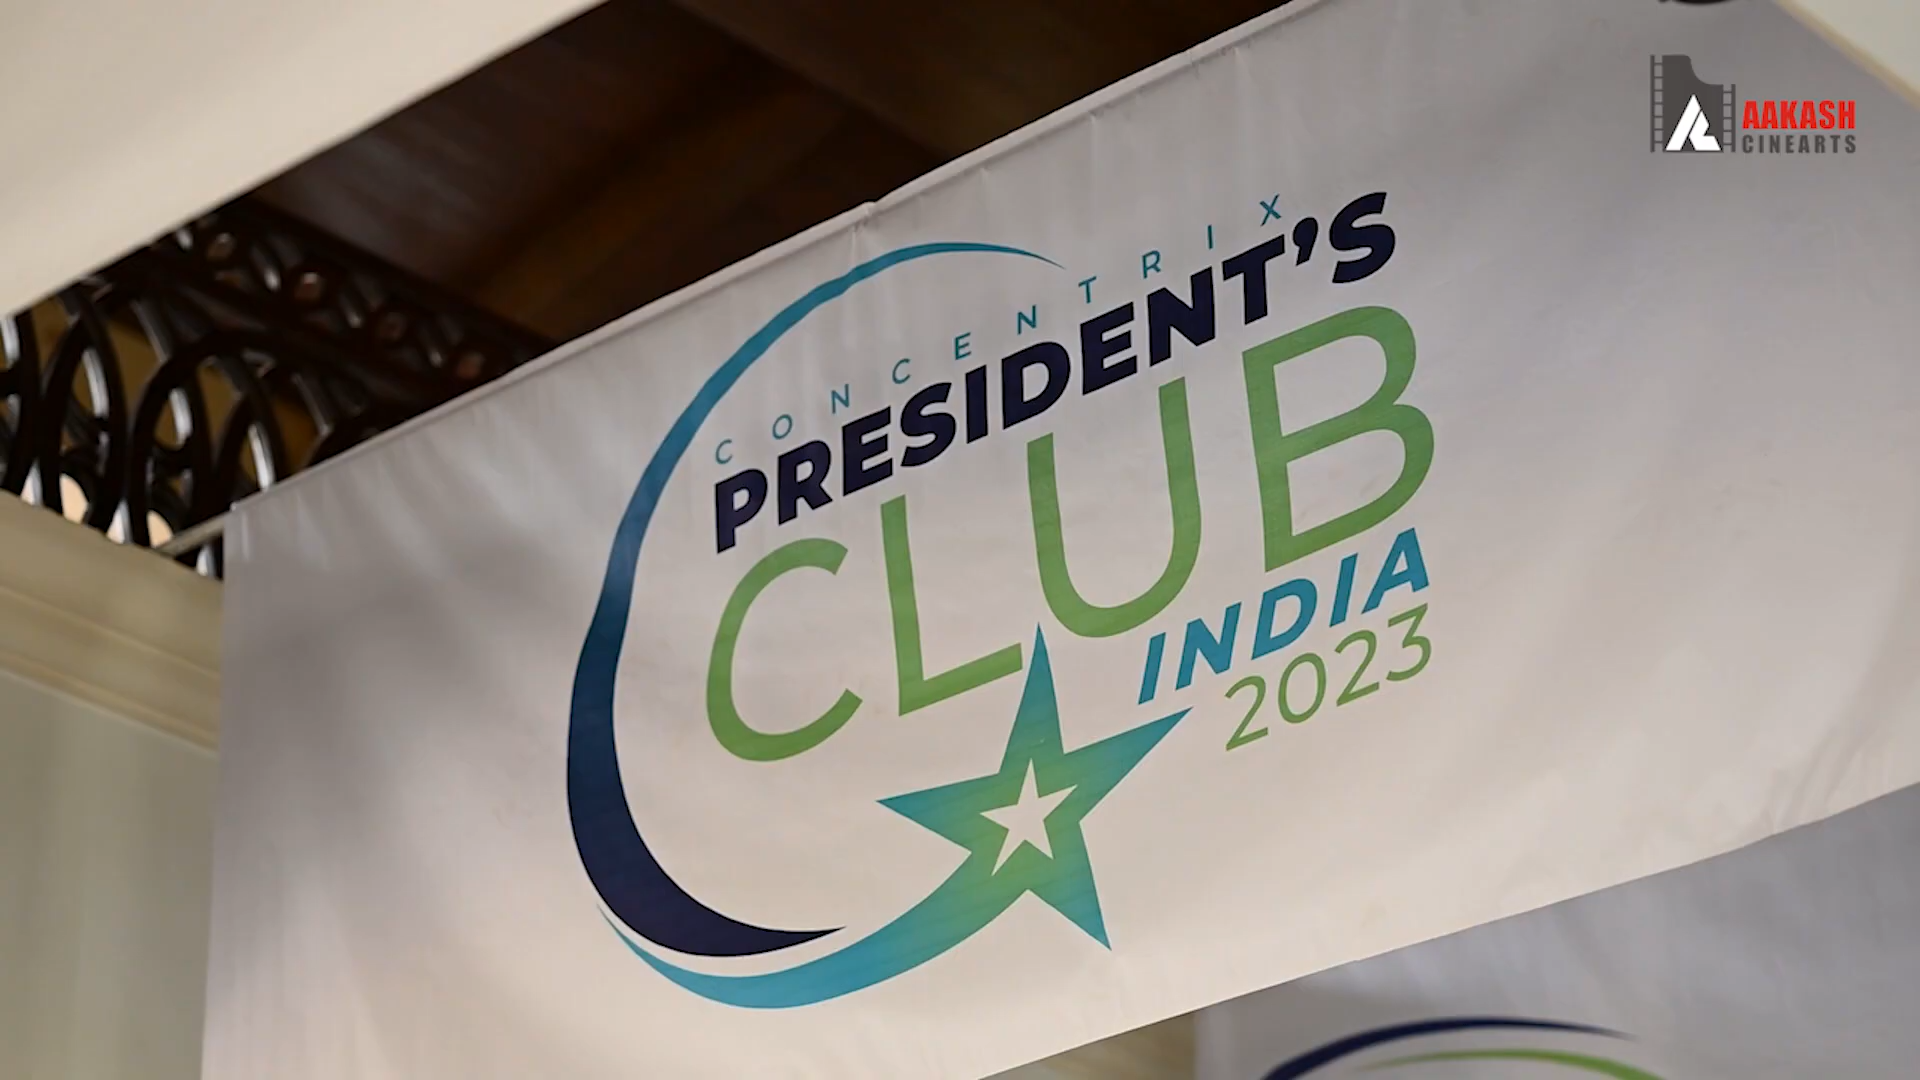 AAKASH
CINEARTS
CONCENTRIX
PRESIDENT'S
CLUB
INDIA
2023